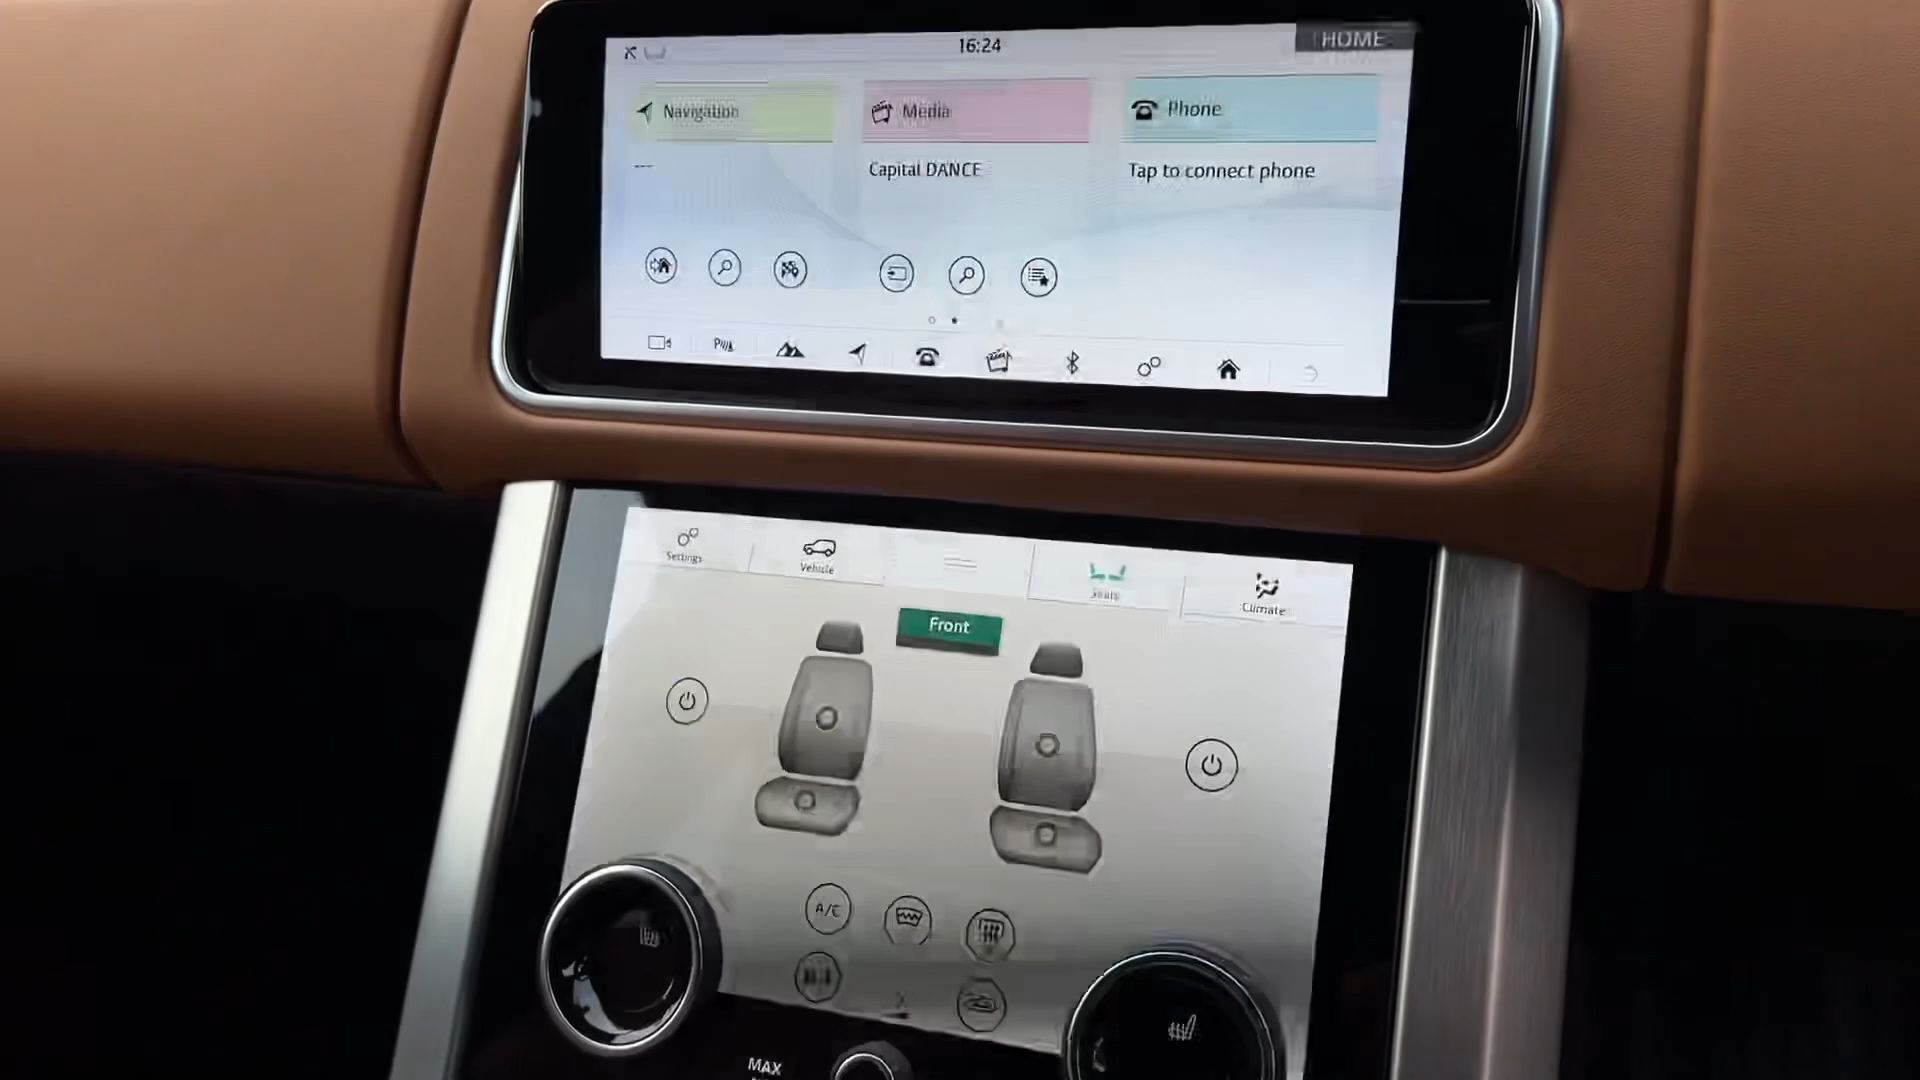 16:24
HOME
Navigation
Media
Phone
---
Capital DANCE
Tap to connect phone
Settings
Vehicle
Seats
Climate
Front
A/C
MAX